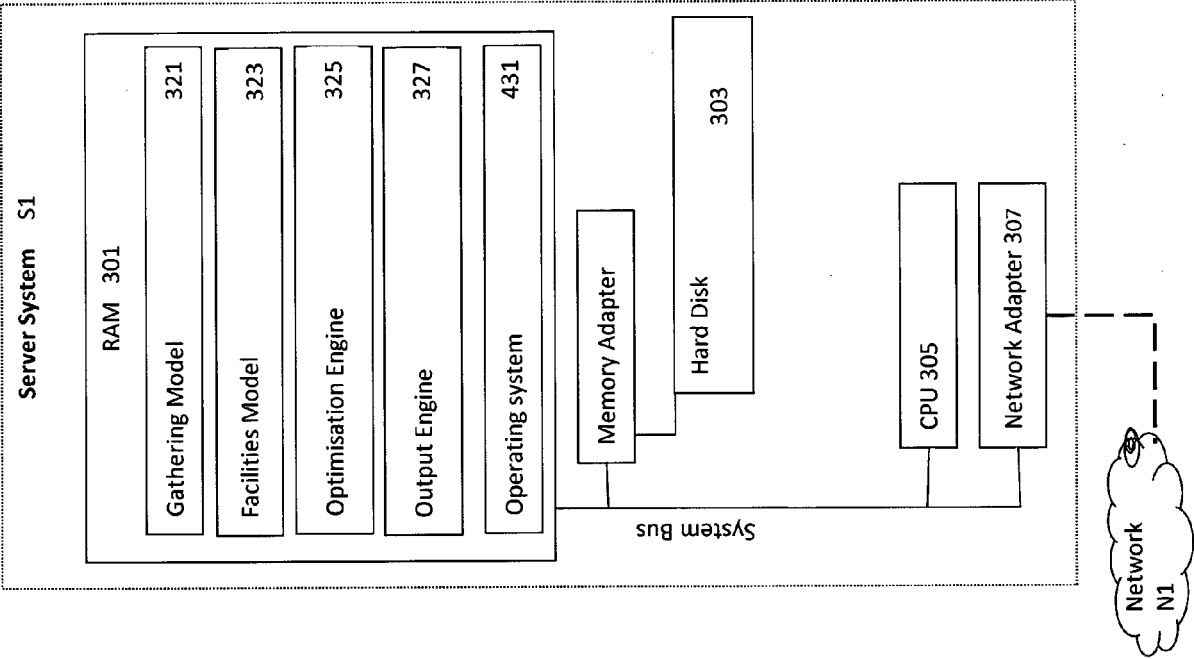 Server System S1
RAM 301
Gathering Model 321
Facilities Model 323
Optimisation Engine 325
Output Engine 327
Operating system 431
Memory Adapter
Hard Disk 303
System Bus
CPU 305
Network Adapter 307
Network
N1